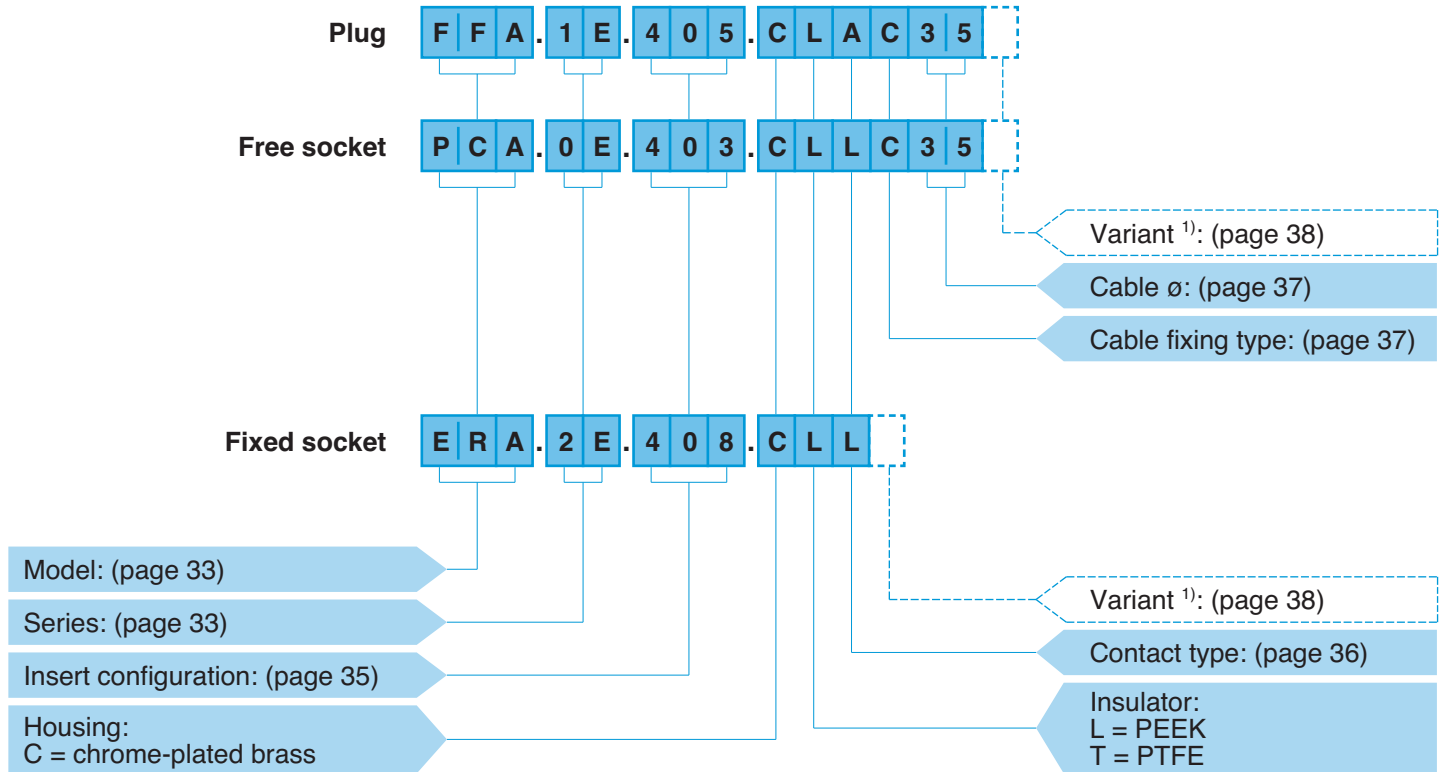 Plug FFA.1E.405.CLAC35
Free socket PCA.0E.403.CLLC35
Variant 1): (page 38)
Cable ø: (page 37)
Cable fixing type: (page 37)
Fixed socket ERA.2E.408.CLL
Model: (page 33)
Series: (page 33)
Insert configuration: (page 35)
Housing:
C = chrome-plated brass
Variant 1): (page 38)
Contact type: (page 36)
Insulator:
L = PEEK
T = PTFE